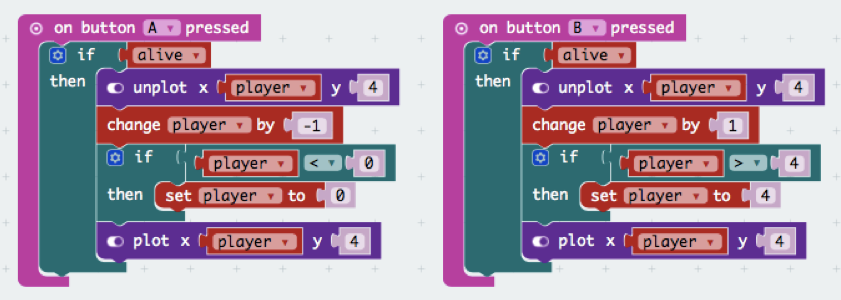 on button A pressed
if alive
then unplot x player y 4
change player by -1
if player < 0
then set player to 0
plot x player y 4
on button B pressed
if alive
then unplot x player y 4
change player by 1
if player > 4
then set player to 4
plot x player y 4